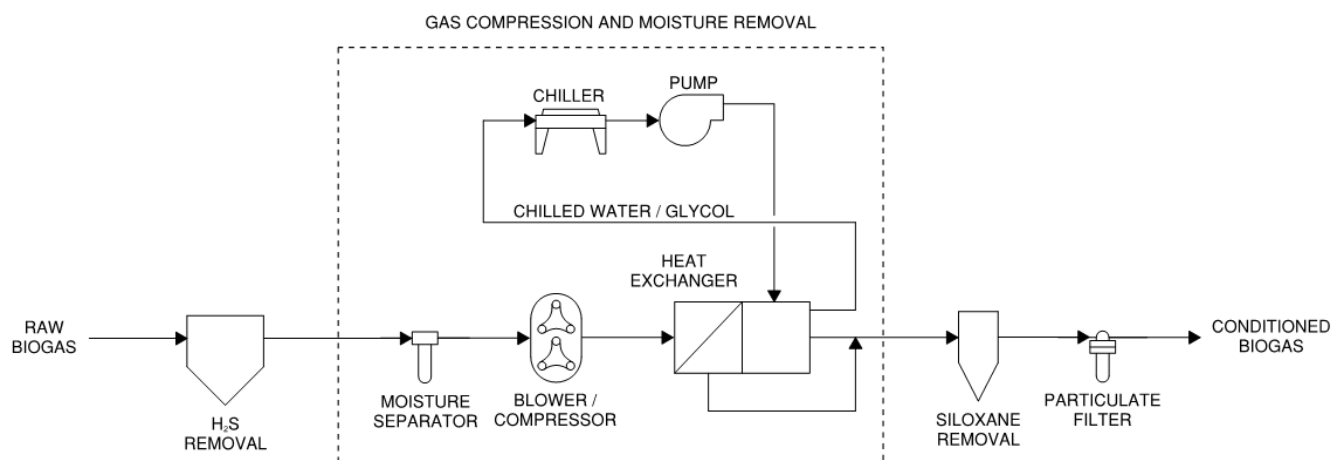 GAS COMPRESSION AND MOISTURE REMOVAL
CHILLER
PUMP
CHILLED WATER / GLYCOL
HEAT
EXCHANGER
RAW
BIOGAS
H₂S
REMOVAL
MOISTURE
SEPARATOR
BLOWER /
COMPRESSOR
SILOXANE
REMOVAL
PARTICULATE
FILTER
CONDITIONED
BIOGAS